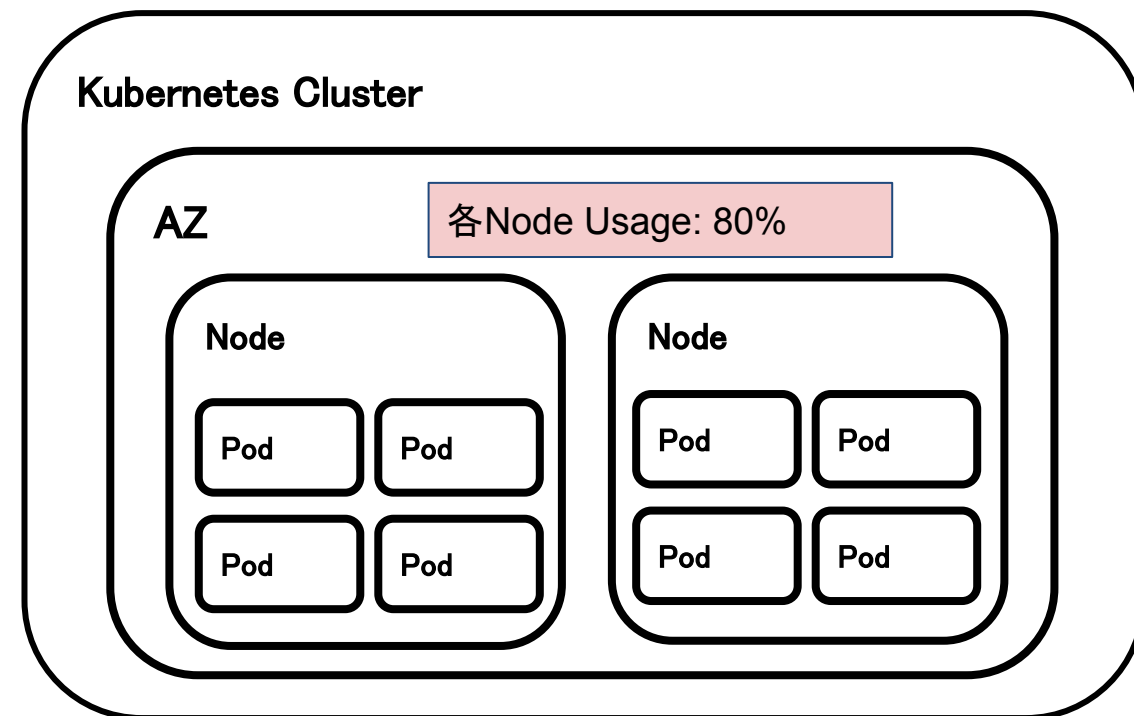 Kubernetes Cluster
AZ
各Node Usage: 80%
Node
Pod
Pod
Pod
Pod
Node
Pod
Pod
Pod
Pod